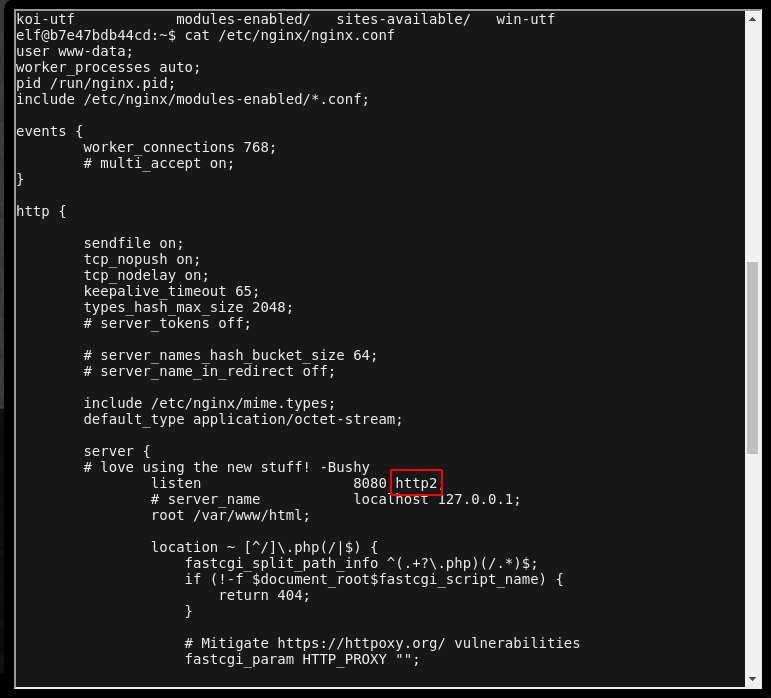 koi-utf            modules-enabled/   sites-available/   win-utf
elf@b7e47bdb44cd:~$ cat /etc/nginx/nginx.conf
user www-data;
worker_processes auto;
pid /run/nginx.pid;
include /etc/nginx/modules-enabled/*.conf;

events {
        worker_connections 768;
        # multi_accept on;
}

http {

        sendfile on;
        tcp_nopush on;
        tcp_nodelay on;
        keepalive_timeout 65;
        types_hash_max_size 2048;
        # server_tokens off;

        # server_names_hash_bucket_size 64;
        # server_name_in_redirect off;

        include /etc/nginx/mime.types;
        default_type application/octet-stream;

        server {
        # love using the new stuff! -Bushy
                listen                  8080 http2;
                # server_name           localhost 127.0.0.1;
                root /var/www/html;

                location ~ [^/]\.php(/|$) {
                    fastcgi_split_path_info ^(.+?\.php)(/.*)$;
                    if (!-f $document_root$fastcgi_script_name) {
                        return 404;
                    }

                    # Mitigate https://httpoxy.org/ vulnerabilities
                    fastcgi_param HTTP_PROXY "";